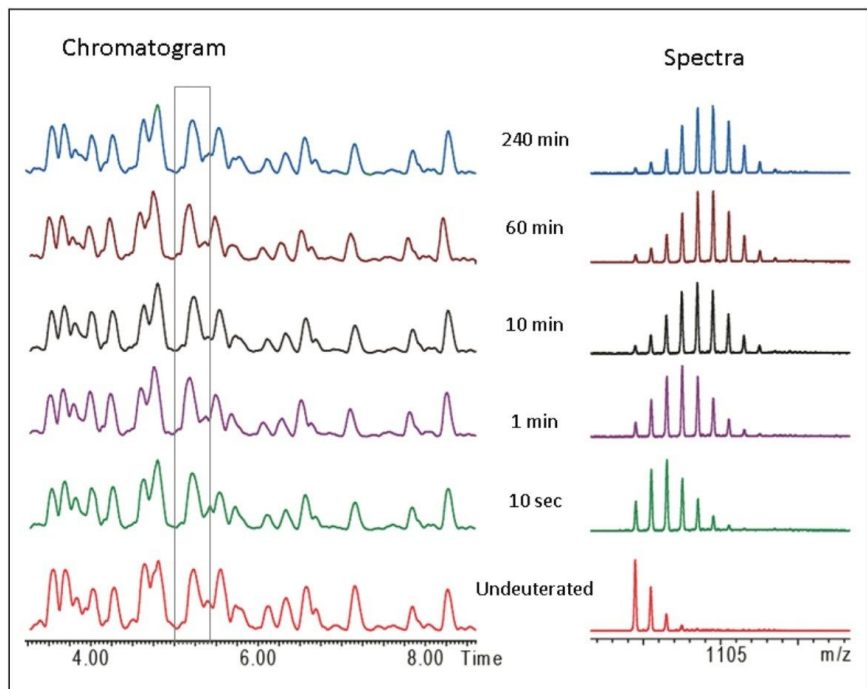 Chromatogram
Spectra
240 min
60 min
10 min
1 min
10 sec
Undeuterated
4.00 6.00 8.00 Time
1105 m/z